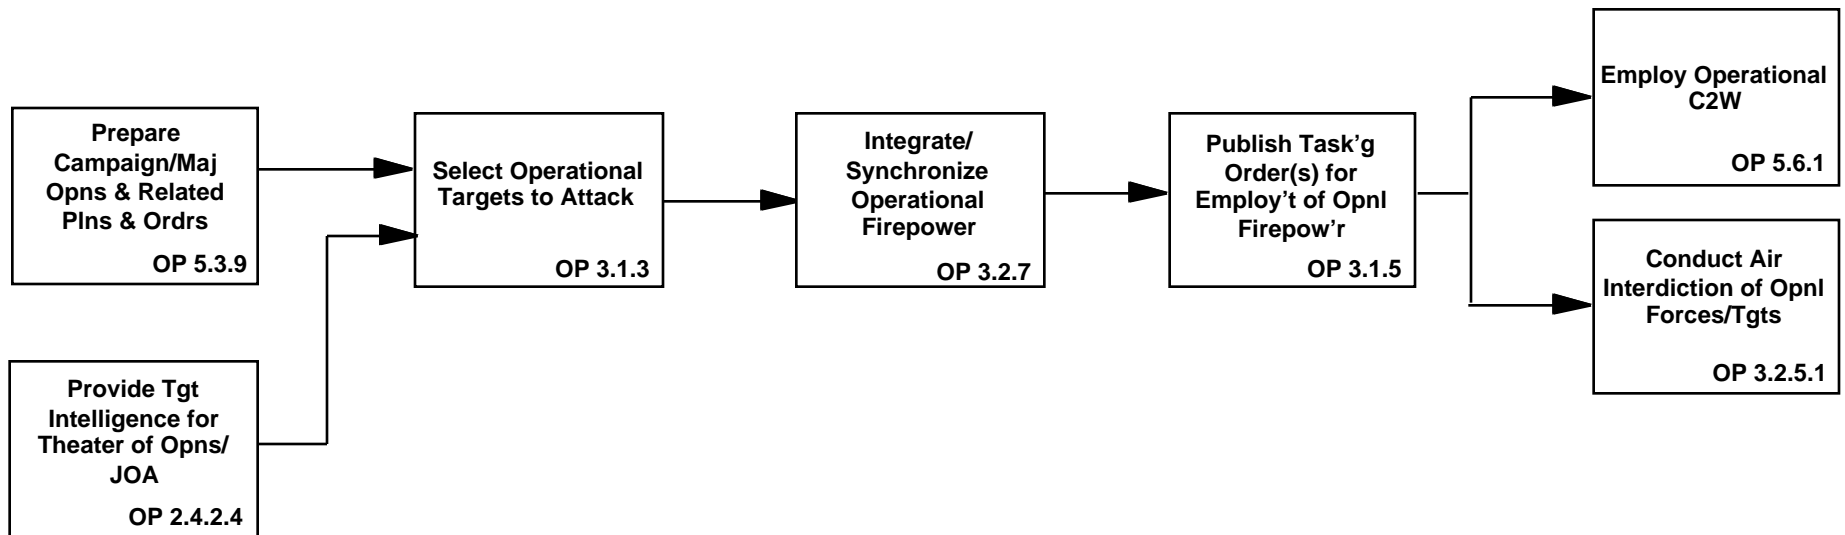 Prepare
Campaign/Maj
Opns & Related
Plns & Ordrs
OP 5.3.9
Provide Tgt
Intelligence for
Theater of Opns/
JOA
OP 2.4.2.4
Select Operational
Targets to Attack
OP 3.1.3
Integrate/
Synchronize
Operational
Firepower
OP 3.2.7
Publish Task’g
Order(s) for
Employ’t of Opnl
Firepow’r
OP 3.1.5
Employ Operational
C2W
OP 5.6.1
Conduct Air
Interdiction of Opnl
Forces/Tgts
OP 3.2.5.1